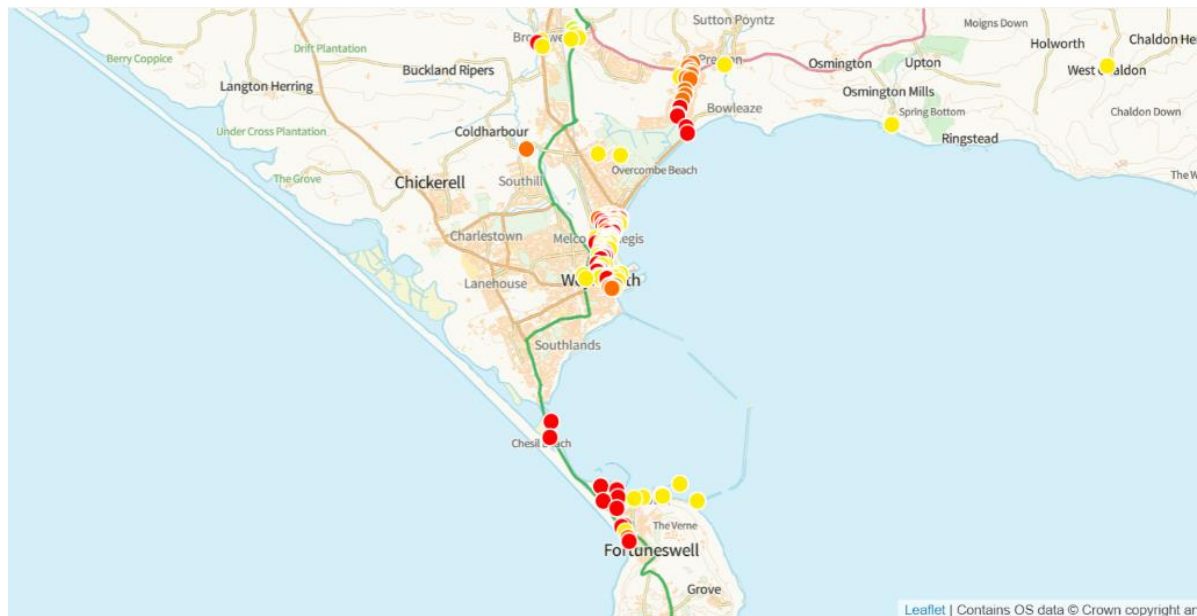 Sutton Poyntz
Moigns Down
Holworth
Chaldon He
Berry Coppice
Drift Plantation
Buckland Ripers
Osmington
Upton
Langton Herring
Osmington Mills
Spring Bottom
Chaldon Down
Bowleaze
Under Cross Plantation
Coldharbour
Ringstead
Overcombe Beach
The W
The Grove
Chickerell
Southill
Charlestown
Lanehouse
Southlands
The Verne
Fortuneswell
Grove
Leaflet | Contains OS data © Crown copyright ar